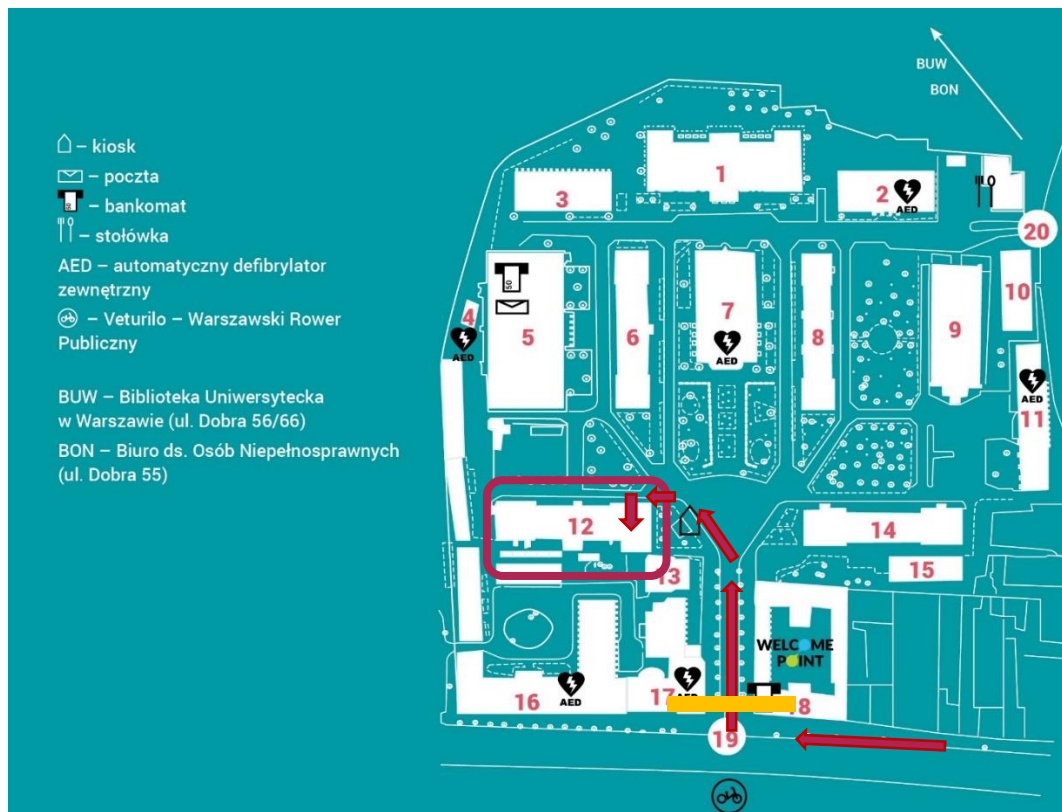 BUW
BON
– kiosk
– poczta
50
– bankomat
– stołówka
AED – automatyczny defibrylator
zewnętrzny
– Veturilo – Warszawski Rower
Publiczny
BUW – Biblioteka Uniwersytecka
w Warszawie (ul. Dobra 56/66)
BON – Biuro ds. Osób Niepełnosprawnych
(ul. Dobra 55)
1
2
AED
3
20
4
AED
50
5
6
7
AED
8
9
10
AED
11
12
13
14
15
WELCOME
POINT
16
AED
17
AED
18
19